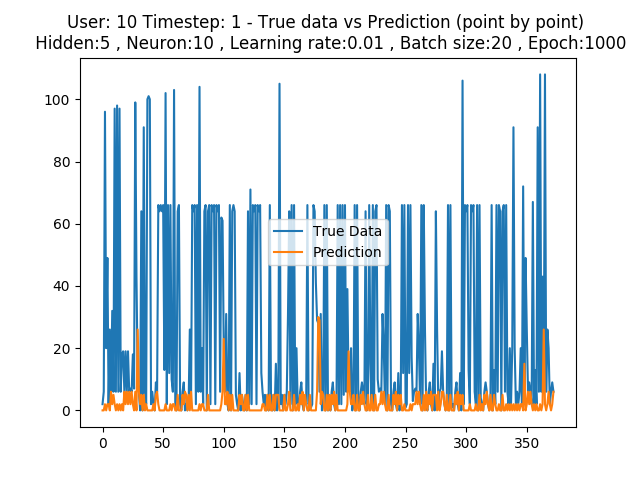 User: 10 Timestep: 1 - True data vs Prediction (point by point)
Hidden:5 , Neuron:10 , Learning rate:0.01 , Batch size:20 , Epoch:1000
100
80
60
40
20
0
True Data
Prediction
0 50 100 150 200 250 300 350